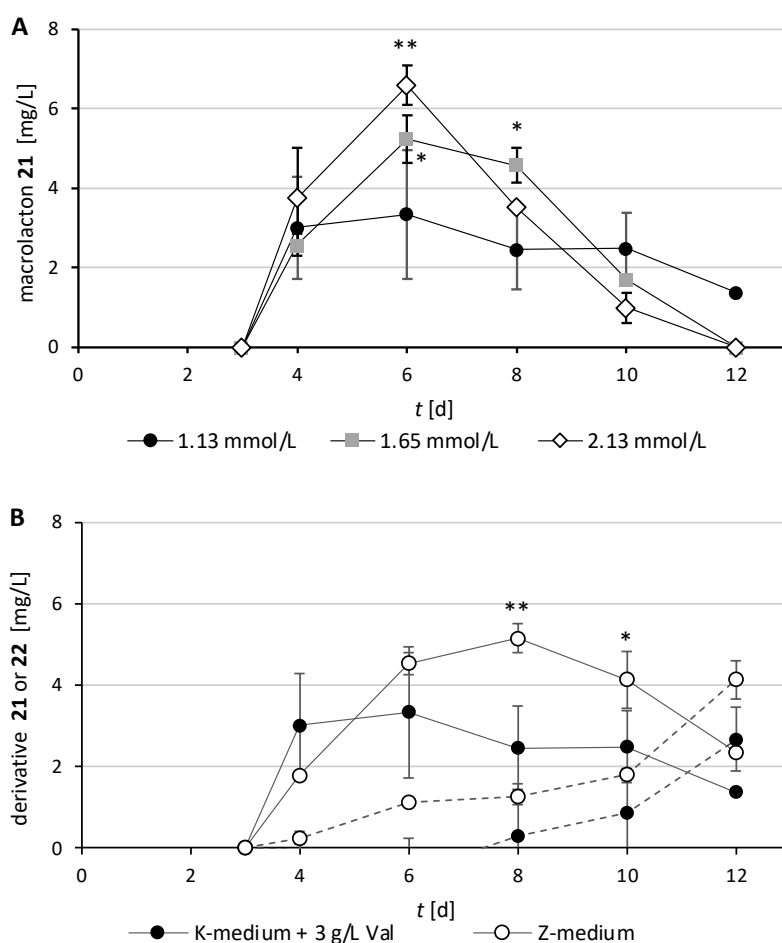 A
macrolacton 21 [mg/L]
8
6
4
2
0
**
*
*
0 2 4 6 8 10 12
t [d]
1.13 mmol/L 1.65 mmol/L 2.13 mmol/L
B
derivative 21 or 22 [mg/L]
8
6
4
2
0
**
*
0 2 4 6 8 10 12
t [d]
K-medium + 3 g/L Val Z-medium